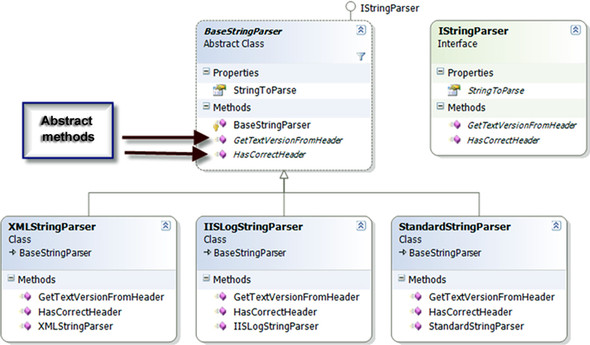 IStringParser
BaseStringParser
Abstract Class
Properties
StringToParse
Methods
BaseStringParser
GetTextVersionFromHeader
HasCorrectHeader
IStringParser
Interface
Properties
StringToParse
Methods
GetTextVersionFromHeader
HasCorrectHeader
Abstract
methods
XMLStringParser
Class
BaseStringParser
Methods
GetTextVersionFromHeader
HasCorrectHeader
XMLStringParser
IISLogStringParser
Class
BaseStringParser
Methods
GetTextVersionFromHeader
HasCorrectHeader
IISLogStringParser
StandardStringParser
Class
BaseStringParser
Methods
GetTextVersionFromHeader
HasCorrectHeader
StandardStringParser